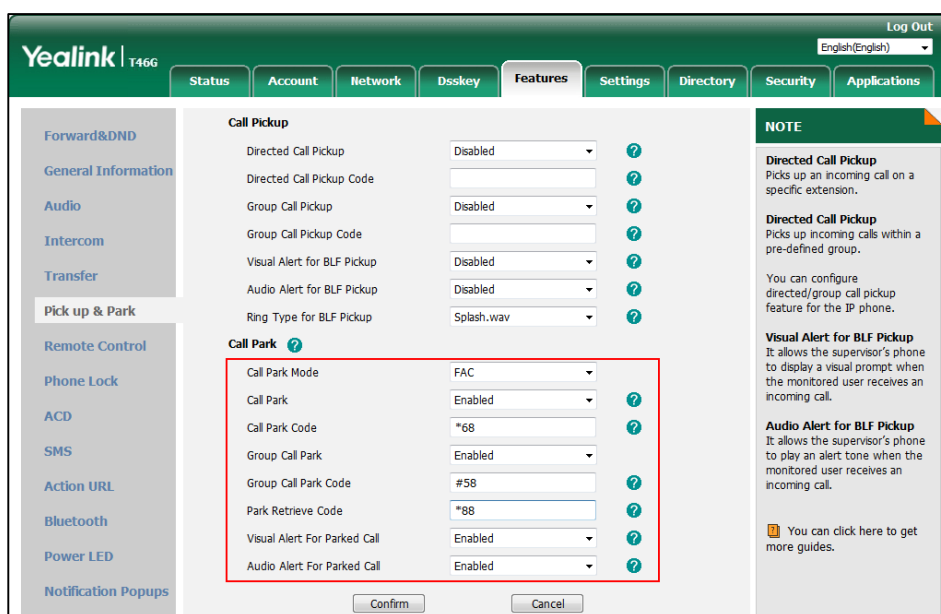 Log Out
Yealink T46G
English(English)
Status Account Network Dsskey Features Settings Directory Security Applications
Forward&DND
General Information
Audio
Intercom
Transfer
Pick up & Park
Remote Control
Phone Lock
ACD
SMS
Action URL
Bluetooth
Power LED
Notification Popups
Call Pickup
Directed Call Pickup Disabled ?
Directed Call Pickup Code ?
Group Call Pickup Disabled ?
Group Call Pickup Code ?
Visual Alert for BLF Pickup Disabled ?
Audio Alert for BLF Pickup Disabled ?
Ring Type for BLF Pickup Splash.wav ?
Call Park ?
Call Park Mode FAC
Call Park Enabled ?
Call Park Code *68 ?
Group Call Park Enabled
Group Call Park Code #58 ?
Park Retrieve Code *88 ?
Visual Alert For Parked Call Enabled ?
Audio Alert For Parked Call Enabled ?
Confirm Cancel
NOTE
Directed Call Pickup
Picks up an incoming call on a
specific extension.
Directed Call Pickup
Picks up incoming calls within a
pre-defined group.
You can configure
directed/group call pickup
feature for the IP phone.
Visual Alert for BLF Pickup
It allows the supervisor's phone
to display a visual prompt when
the monitored user receives an
incoming call.
Audio Alert for BLF Pickup
It allows the supervisor's phone
to play an alert tone when the
monitored user receives an
incoming call.
? You can click here to get
more guides.